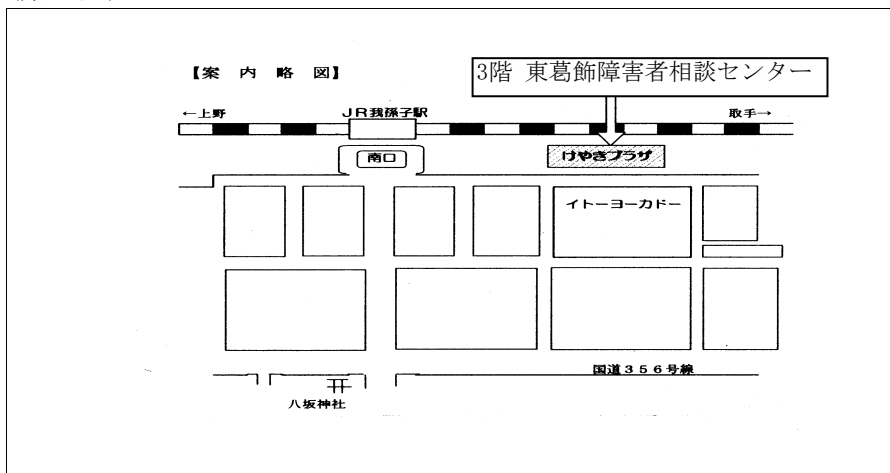 【案　内　略　図】
3階 東葛飾障害者相談センター
←上野
ＪＲ我孫子駅
取手→
南口
けやきプラザ
イトーヨーカドー
国道３５６号線
八坂神社